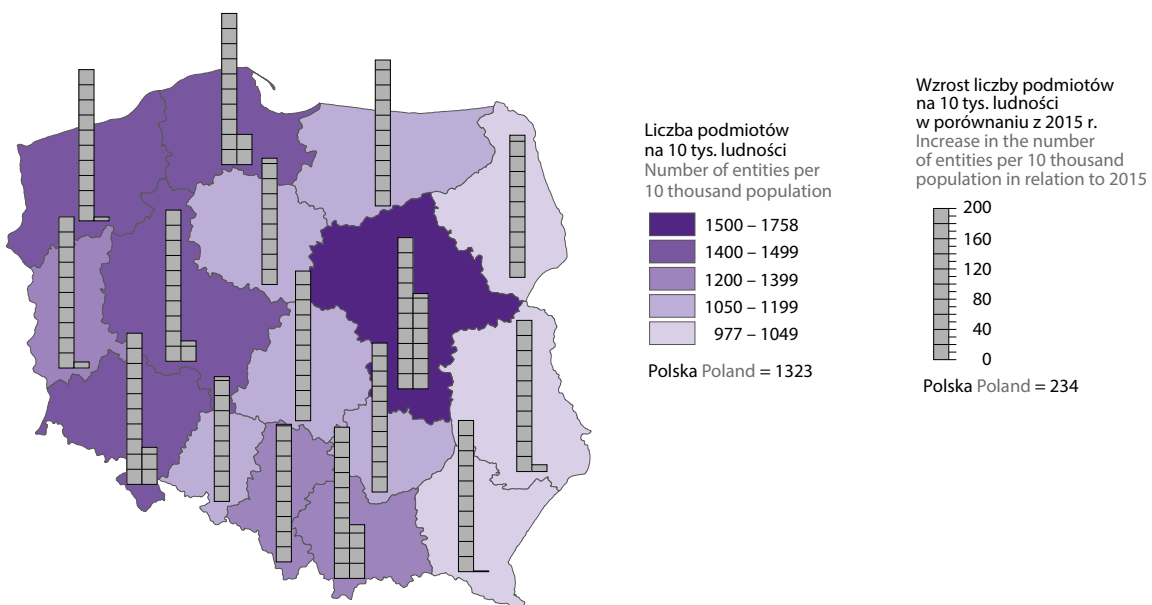 Liczba podmiotów
na 10 tys. ludności
Number of entities per
10 thousand population
1500 – 1758
1400 – 1499
1200 – 1399
1050 – 1199
977 – 1049
Polska Poland = 1323
Wzrost liczby podmiotów
na 10 tys. ludności
w porównaniu z 2015 r.
Increase in the number
of entities per 10 thousand
population in relation to 2015
200
160
120
80
40
0
Polska Poland = 234